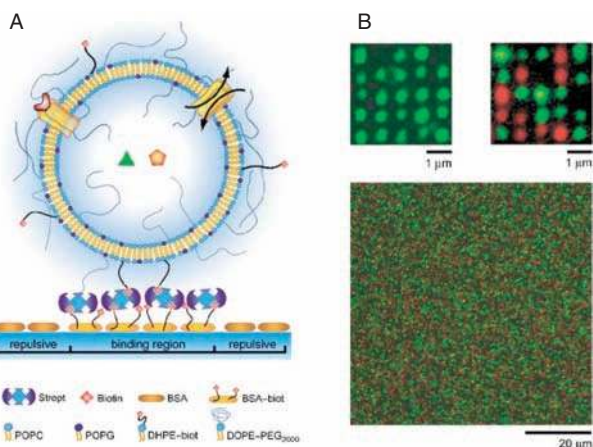 A
B
1 µm
1 µm
repulsive binding region repulsive
Strept Biotin BSA BSA-biot
POPC POPG DHPE-biot DOPE-PEG2000
20 µm